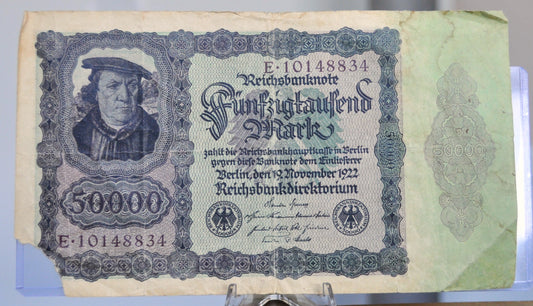 E·10148834
Reichsbanknote
Fünfzigtausend
Mark
zahlt die Reichsbankhauptkasse in Berlin
gegen diese Banknote dem Einlieferer
Berlin, den 19. November 1922
Reichsbankdirektorium
50000
E·10148834
50000